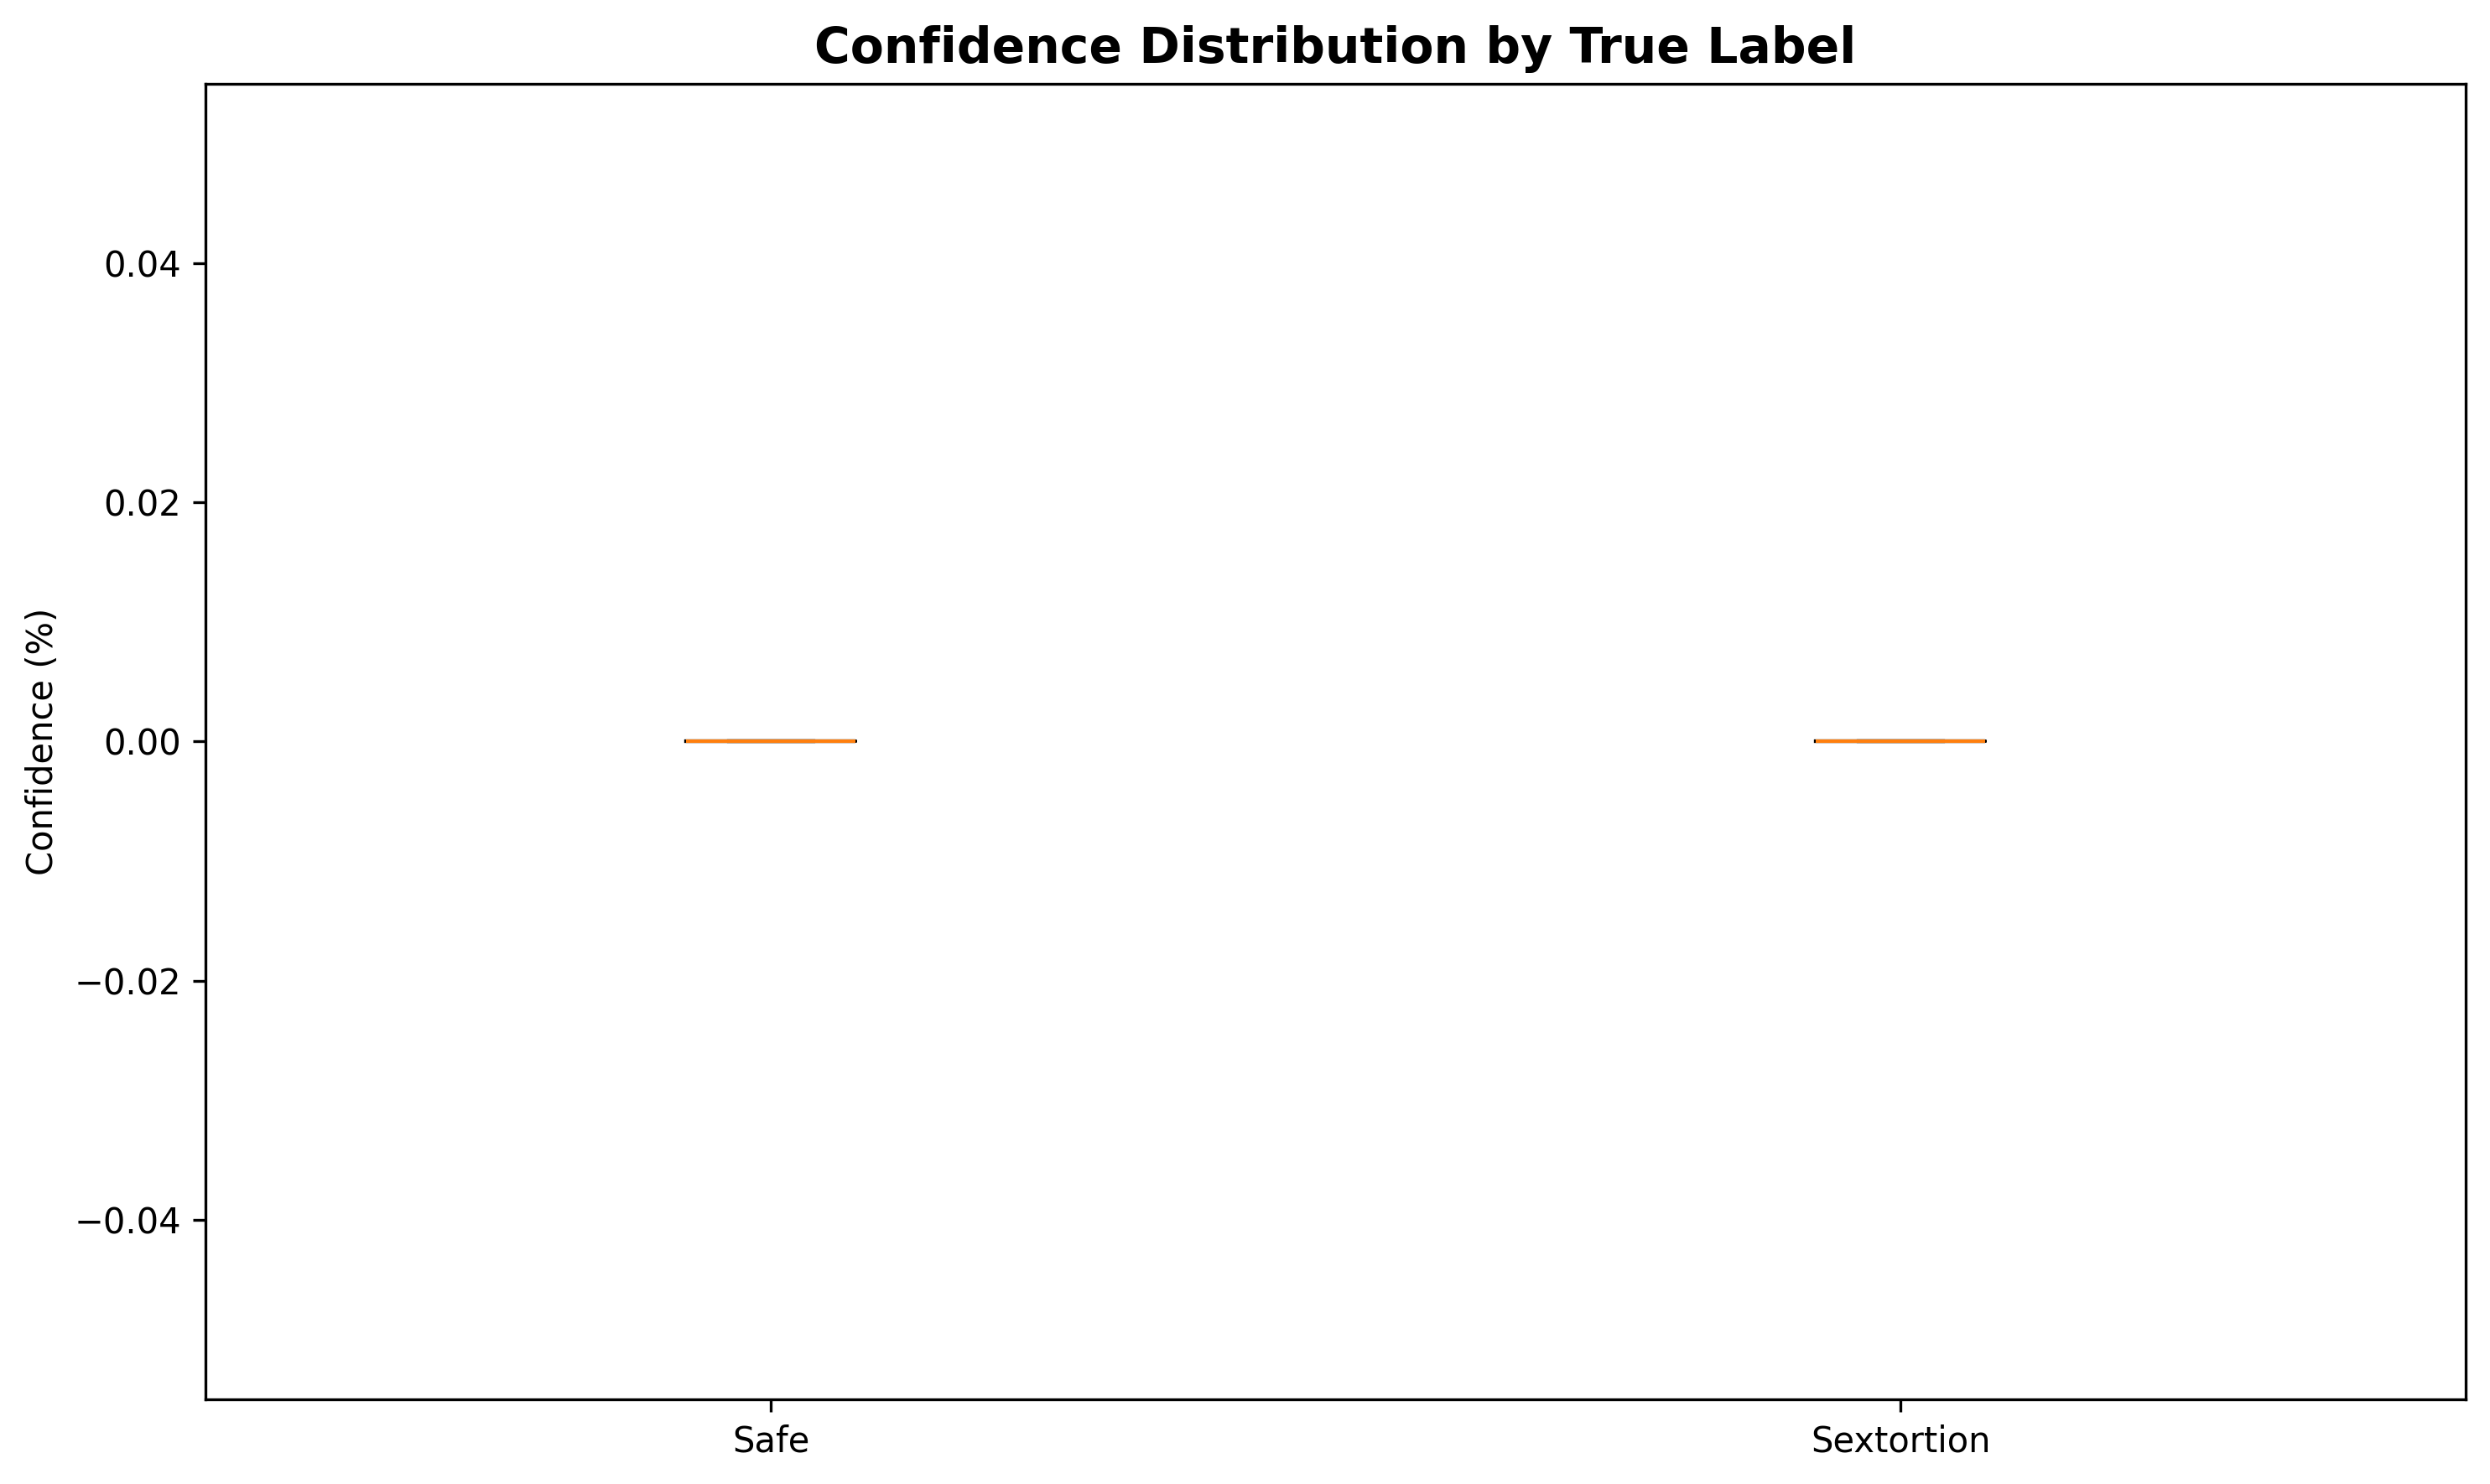 Confidence Distribution by True Label
Confidence (%)
0.04
0.02
0.00
−0.02
−0.04
Safe
Sextortion